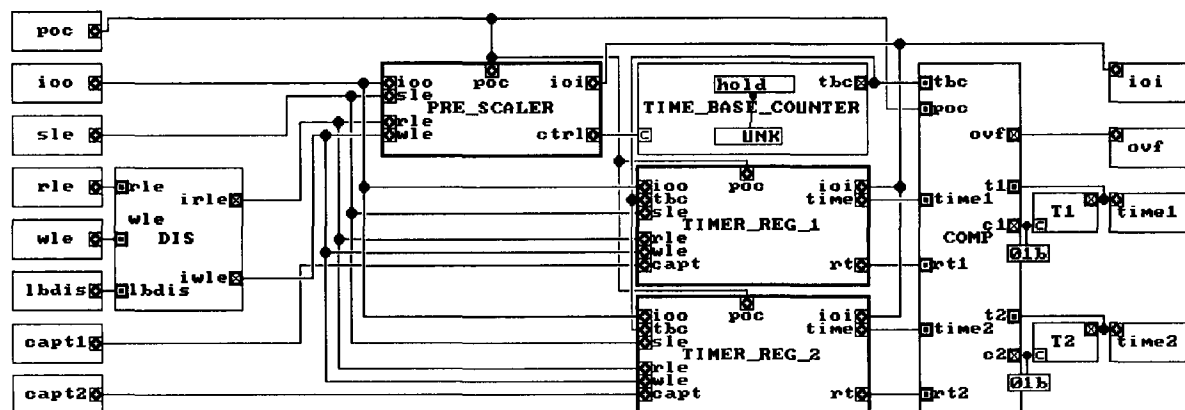 poc
ioo
sle
rle
wle
lbdis
capt1
capt2
rle
wle
DIS
lbdis
irle
iwle
ioo
poc
ioi
sle
PRE_SCALER
rle
wle
ctrl
hold
tbc
TIME_BASE_COUNTER
UNK
c
ioo
poc
ioi
tbc
time
sle
TIMER_REG_1
rle
wle
capt
rt
ioo
poc
ioi
tbc
time
sle
TIMER_REG_2
rle
wle
capt
rt
tbc
poc
ovf
t1
time1
c1
COMP
rt1
t2
time2
c2
rt2
T1
c
01b
T2
c
01b
ioi
ovf
time1
time2